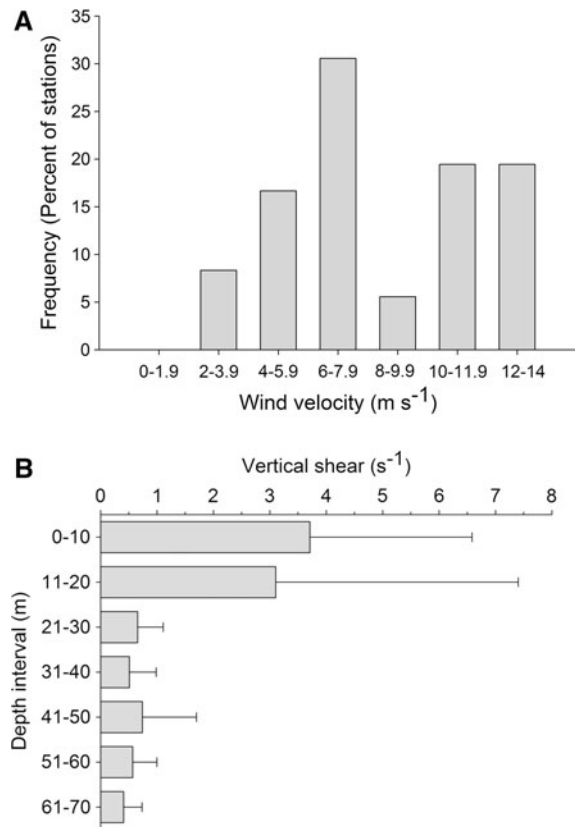 A
Frequency (Percent of stations)
35
30
25
20
15
10
5
0
0-1.9 2-3.9 4-5.9 6-7.9 8-9.9 10-11.9 12-14
Wind velocity (m s-1)
B
Vertical shear (s-1)
0 1 2 3 4 5 6 7 8
Depth interval (m)
0-10
11-20
21-30
31-40
41-50
51-60
61-70